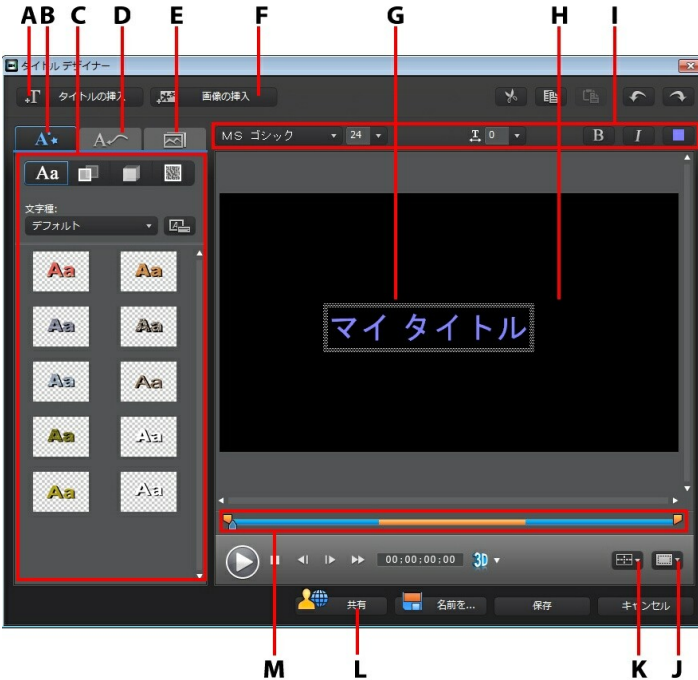 A B C D E F G H I
タイトル デザイナー
+T タイトルの挿入 画像の挿入
MS ゴシック 24 0 B I
Aa
文字種:
デフォルト
Aa Aa
Aa Aa
Aa Aa
Aa Aa
Aa Aa
マイ タイトル
00;00;00;00 3D
共有 名前を... 保存 キャンセル
M L K J